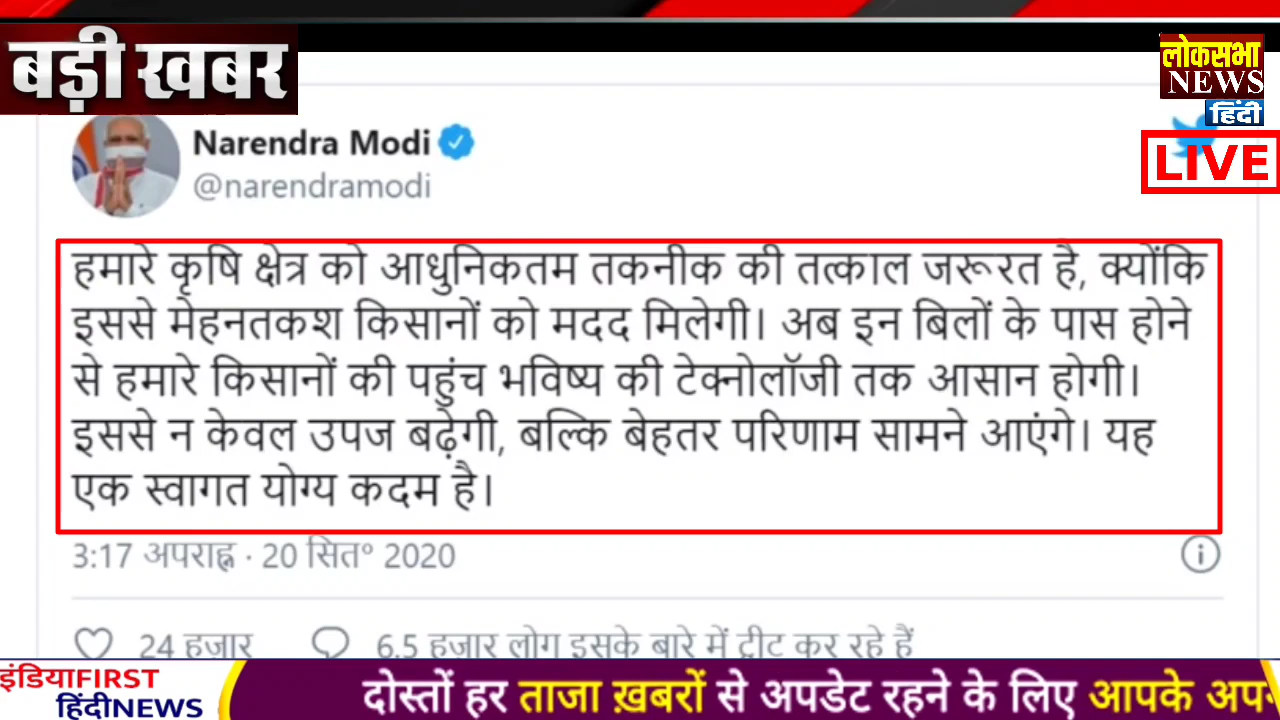 बड़ी खबर
लोकसभा
NEWS
हिंदी
LIVE
Narendra Modi
@narendramodi
हमारे कृषि क्षेत्र को आधुनिकतम तकनीक की तत्काल जरूरत है, क्योंकि
इससे मेहनतकश किसानों को मदद मिलेगी। अब इन बिलों के पास होने
से हमारे किसानों की पहुंच भविष्य की टेक्नोलॉजी तक आसान होगी।
इससे न केवल उपज बढ़ेगी, बल्कि बेहतर परिणाम सामने आएंगे। यह
एक स्वागत योग्य कदम है।
3:17 अपराह्न · 20 सित° 2020
24 हजार 6.5 हजार लोग इसके बारे में ट्वीट कर रहे हैं
इंडियाFIRST
हिंदीNEWS
दोस्तों हर ताजा ख़बरों से अपडेट रहने के लिए आपके अपन